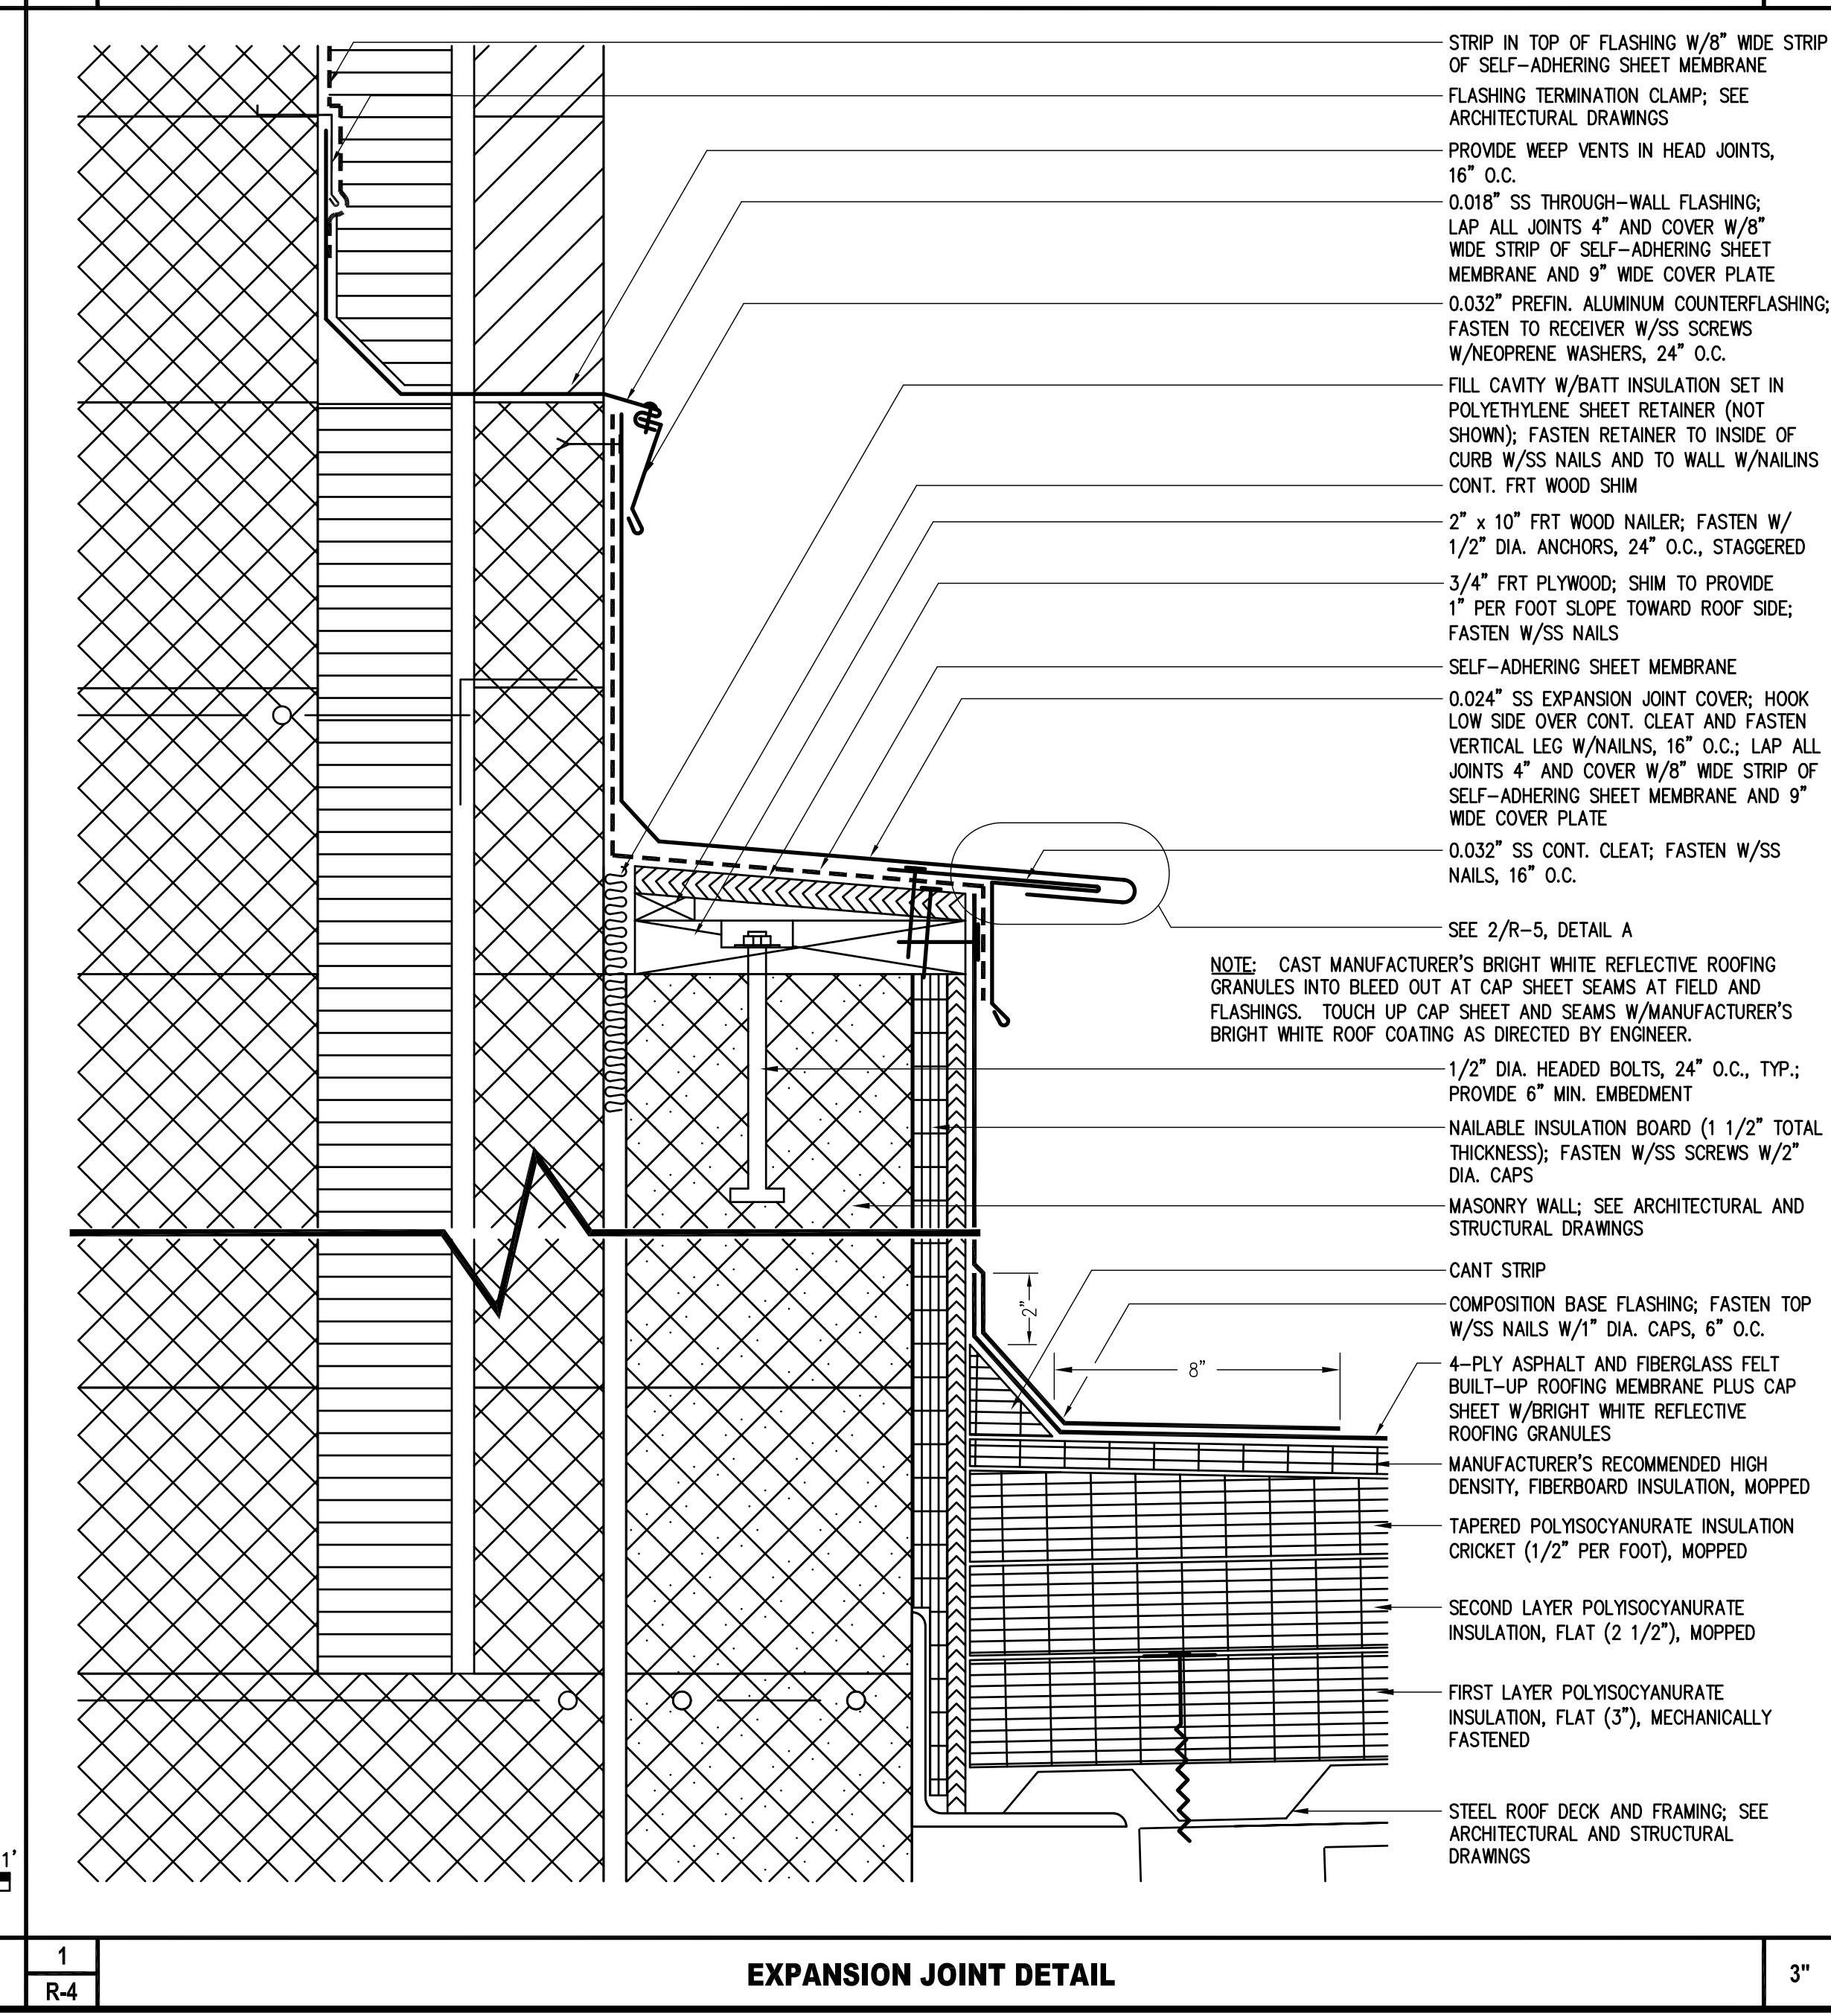 STRIP IN TOP OF FLASHING W/8" WIDE STRIP
OF SELF-ADHERING SHEET MEMBRANE
FLASHING TERMINATION CLAMP; SEE
ARCHITECTURAL DRAWINGS
PROVIDE WEEP VENTS IN HEAD JOINTS,
16" O.C.
0.018" SS THROUGH-WALL FLASHING;
LAP ALL JOINTS 4" AND COVER W/8"
WIDE STRIP OF SELF-ADHERING SHEET
MEMBRANE AND 9" WIDE COVER PLATE
0.032" PREFIN. ALUMINUM COUNTERFLASHING;
FASTEN TO RECEIVER W/SS SCREWS
W/NEOPRENE WASHERS, 24" O.C.
FILL CAVITY W/BATT INSULATION SET IN
POLYETHYLENE SHEET RETAINER (NOT
SHOWN); FASTEN RETAINER TO INSIDE OF
CURB W/SS NAILS AND TO WALL W/NAILINS
CONT. FRT WOOD SHIM
2" x 10" FRT WOOD NAILER; FASTEN W/
1/2" DIA. ANCHORS, 24" O.C., STAGGERED
3/4" FRT PLYWOOD; SHIM TO PROVIDE
1" PER FOOT SLOPE TOWARD ROOF SIDE;
FASTEN W/SS NAILS
SELF-ADHERING SHEET MEMBRANE
0.024" SS EXPANSION JOINT COVER; HOOK
LOW SIDE OVER CONT. CLEAT AND FASTEN
VERTICAL LEG W/NAILNS, 16" O.C.; LAP ALL
JOINTS 4" AND COVER W/8" WIDE STRIP OF
SELF-ADHERING SHEET MEMBRANE AND 9"
WIDE COVER PLATE
0.032" SS CONT. CLEAT; FASTEN W/SS
NAILS, 16" O.C.
SEE 2/R-5, DETAIL A
NOTE: CAST MANUFACTURER'S BRIGHT WHITE REFLECTIVE ROOFING
GRANULES INTO BLEED OUT AT CAP SHEET SEAMS AT FIELD AND
FLASHINGS. TOUCH UP CAP SHEET AND SEAMS W/MANUFACTURER'S
BRIGHT WHITE ROOF COATING AS DIRECTED BY ENGINEER.
1/2" DIA. HEADED BOLTS, 24" O.C., TYP.;
PROVIDE 6" MIN. EMBEDMENT
NAILABLE INSULATION BOARD (1 1/2" TOTAL
THICKNESS); FASTEN W/SS SCREWS W/2"
DIA. CAPS
MASONRY WALL; SEE ARCHITECTURAL AND
STRUCTURAL DRAWINGS
CANT STRIP
2"
COMPOSITION BASE FLASHING; FASTEN TOP
W/SS NAILS W/1" DIA. CAPS, 6" O.C.
8"
4-PLY ASPHALT AND FIBERGLASS FELT
BUILT-UP ROOFING MEMBRANE PLUS CAP
SHEET W/BRIGHT WHITE REFLECTIVE
ROOFING GRANULES
MANUFACTURER'S RECOMMENDED HIGH
DENSITY, FIBERBOARD INSULATION, MOPPED
TAPERED POLYISOCYANURATE INSULATION
CRICKET (1/2" PER FOOT), MOPPED
SECOND LAYER POLYISOCYANURATE
INSULATION, FLAT (2 1/2"), MOPPED
FIRST LAYER POLYISOCYANURATE
INSULATION, FLAT (3"), MECHANICALLY
FASTENED
STEEL ROOF DECK AND FRAMING; SEE
ARCHITECTURAL AND STRUCTURAL
DRAWINGS
1'
1
R-4
EXPANSION JOINT DETAIL
3"